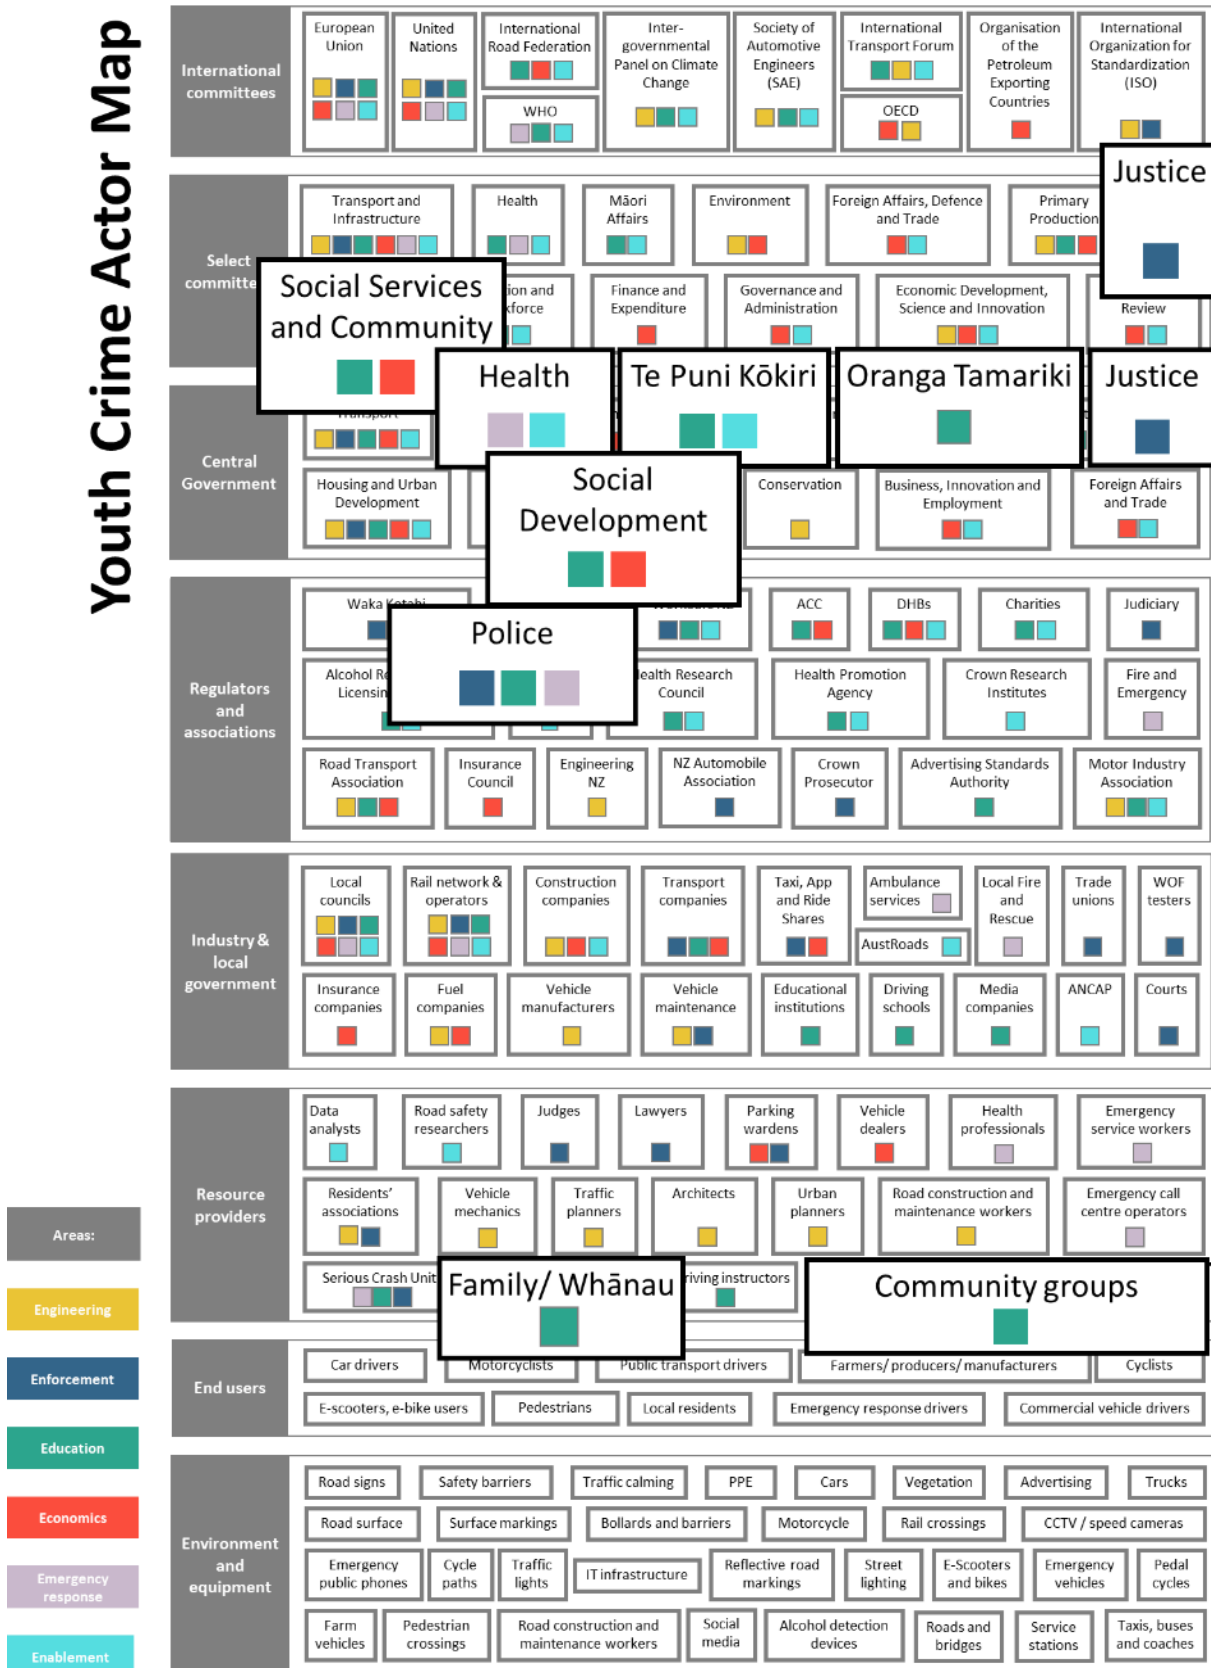 Youth Crime Actor Map
International
committees
European
Union
United
Nations
International
Road Federation
WHO
Inter-
governmental
Panel on Climate
Change
Society of
Automotive
Engineers
(SAE)
International
Transport Forum
OECD
Organisation
of the
Petroleum
Exporting
Countries
International
Organization for
Standardization
(ISO)
Justice
Select
Transport and
Infrastructure
Health
Māori
Affairs
Environment
Foreign Affairs, Defence
and Trade
Primary
Production
Social Services
and Community
and
Finance and
Expenditure
Governance and
Administration
Economic Development,
Science and Innovation
Review
Central
Government
Health
Te Puni Kōkiri
Oranga Tamariki
Justice
Housing and Urban
Development
Social
Development
Conservation
Business, Innovation and
Employment
Foreign Affairs
and Trade
Regulators
and
associations
Waka Kotahi
Police
ACC
DHBs
Charities
Judiciary
Alcohol
Health Research
Council
Health Promotion
Agency
Crown Research
Institutes
Fire and
Emergency
Road Transport
Association
Insurance
Council
Engineering
NZ
NZ Automobile
Association
Crown
Prosecutor
Advertising Standards
Authority
Motor Industry
Association
Industry &
local
government
Local
councils
Rail network &
operators
Construction
companies
Transport
companies
Taxi, App
and Ride
Shares
Ambulance
services
AustRoads
Local Fire
and
Rescue
Trade
unions
WOF
testers
Insurance
companies
Fuel
companies
Vehicle
manufacturers
Vehicle
maintenance
Educational
institutions
Driving
schools
Media
companies
ANCAP
Courts
Resource
providers
Data
analysts
Road safety
researchers
Judges
Lawyers
Parking
wardens
Vehicle
dealers
Health
professionals
Emergency
service workers
Residents’
associations
Vehicle
mechanics
Traffic
planners
Architects
Urban
planners
Road construction and
maintenance workers
Emergency call
centre operators
Serious Crash Unit
Family/ Whānau
driving instructors
Community groups
End users
Car drivers
Motorcyclists
Public transport drivers
Farmers/ producers/ manufacturers
Cyclists
E-scooters, e-bike users
Pedestrians
Local residents
Emergency response drivers
Commercial vehicle drivers
Environment
and
equipment
Road signs
Safety barriers
Traffic calming
PPE
Cars
Vegetation
Advertising
Trucks
Road surface
Surface markings
Bollards and barriers
Motorcycle
Rail crossings
CCTV / speed cameras
Emergency
public phones
Cycle
paths
Traffic
lights
IT infrastructure
Reflective road
markings
Street
lighting
E-Scooters
and bikes
Emergency
vehicles
Pedal
cycles
Farm
vehicles
Pedestrian
crossings
Road construction and
maintenance workers
Social
media
Alcohol detection
devices
Roads and
bridges
Service
stations
Taxis, buses
and coaches
Areas:
Engineering
Enforcement
Education
Economics
Emergency
response
Enablement